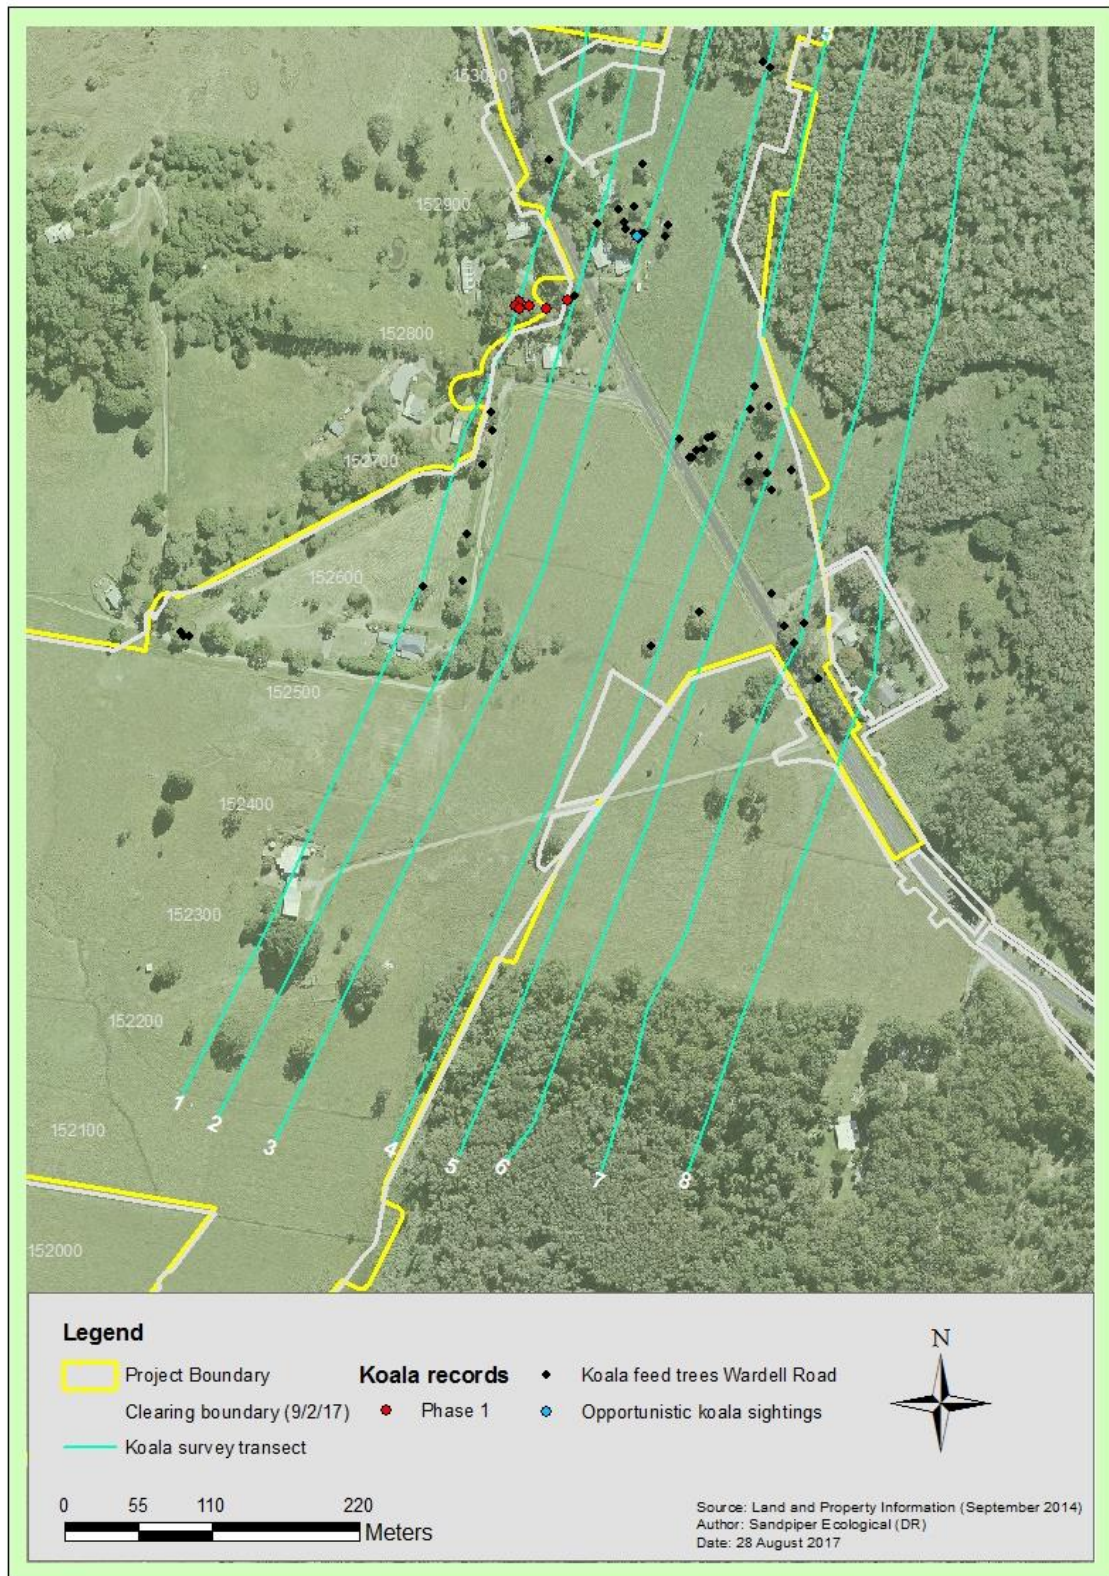 5
153000
152900
152800
152700
152600
152500
152400
152300
152200
152100
152000
1
2
3
4
5
6
7
8
Legend
Project Boundary
Clearing boundary (9/2/17)
Koala survey transect
Koala records
Phase 1
Koala feed trees Wardell Road
Opportunistic koala sightings
N
0 55 110 220
Meters
Source: Land and Property Information (September 2014)
Author: Sandpiper Ecological (DR)
Date: 28 August 2017